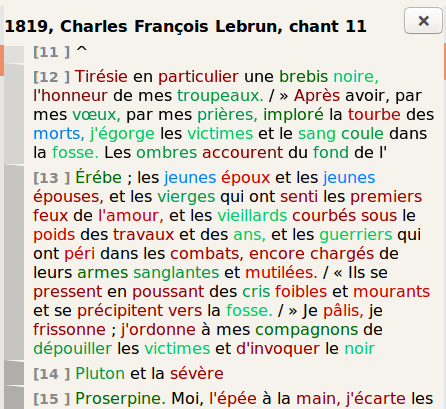 1819, Charles François Lebrun, chant 11
×
[11 ] ^
[12 ] Tirésie en particulier une brebis noire,
l'honneur de mes troupeaux. / » Après avoir, par
mes vœux, par mes prières, imploré la tourbe des
morts, j'égorge les victimes et le sang coule dans
la fosse. Les ombres accourent du fond de l'
[13 ] Érébe ; les jeunes époux et les jeunes
épouses, et les vierges qui ont senti les premiers
feux de l'amour, et les vieillards courbés sous le
poids des travaux et des ans, et les guerriers qui
ont péri dans les combats, encore chargés de
leurs armes sanglantes et mutilées. / « Ils se
pressent en poussant des cris foibles et mourants
et se précipitent vers la fosse. / » Je pâlis, je
frissonne ; j'ordonne à mes compagnons de
dépouiller les victimes et d'invoquer le noir
[14 ] Pluton et la sévère
[15 ] Proserpine. Moi, l'épée à la main, j'écarte les